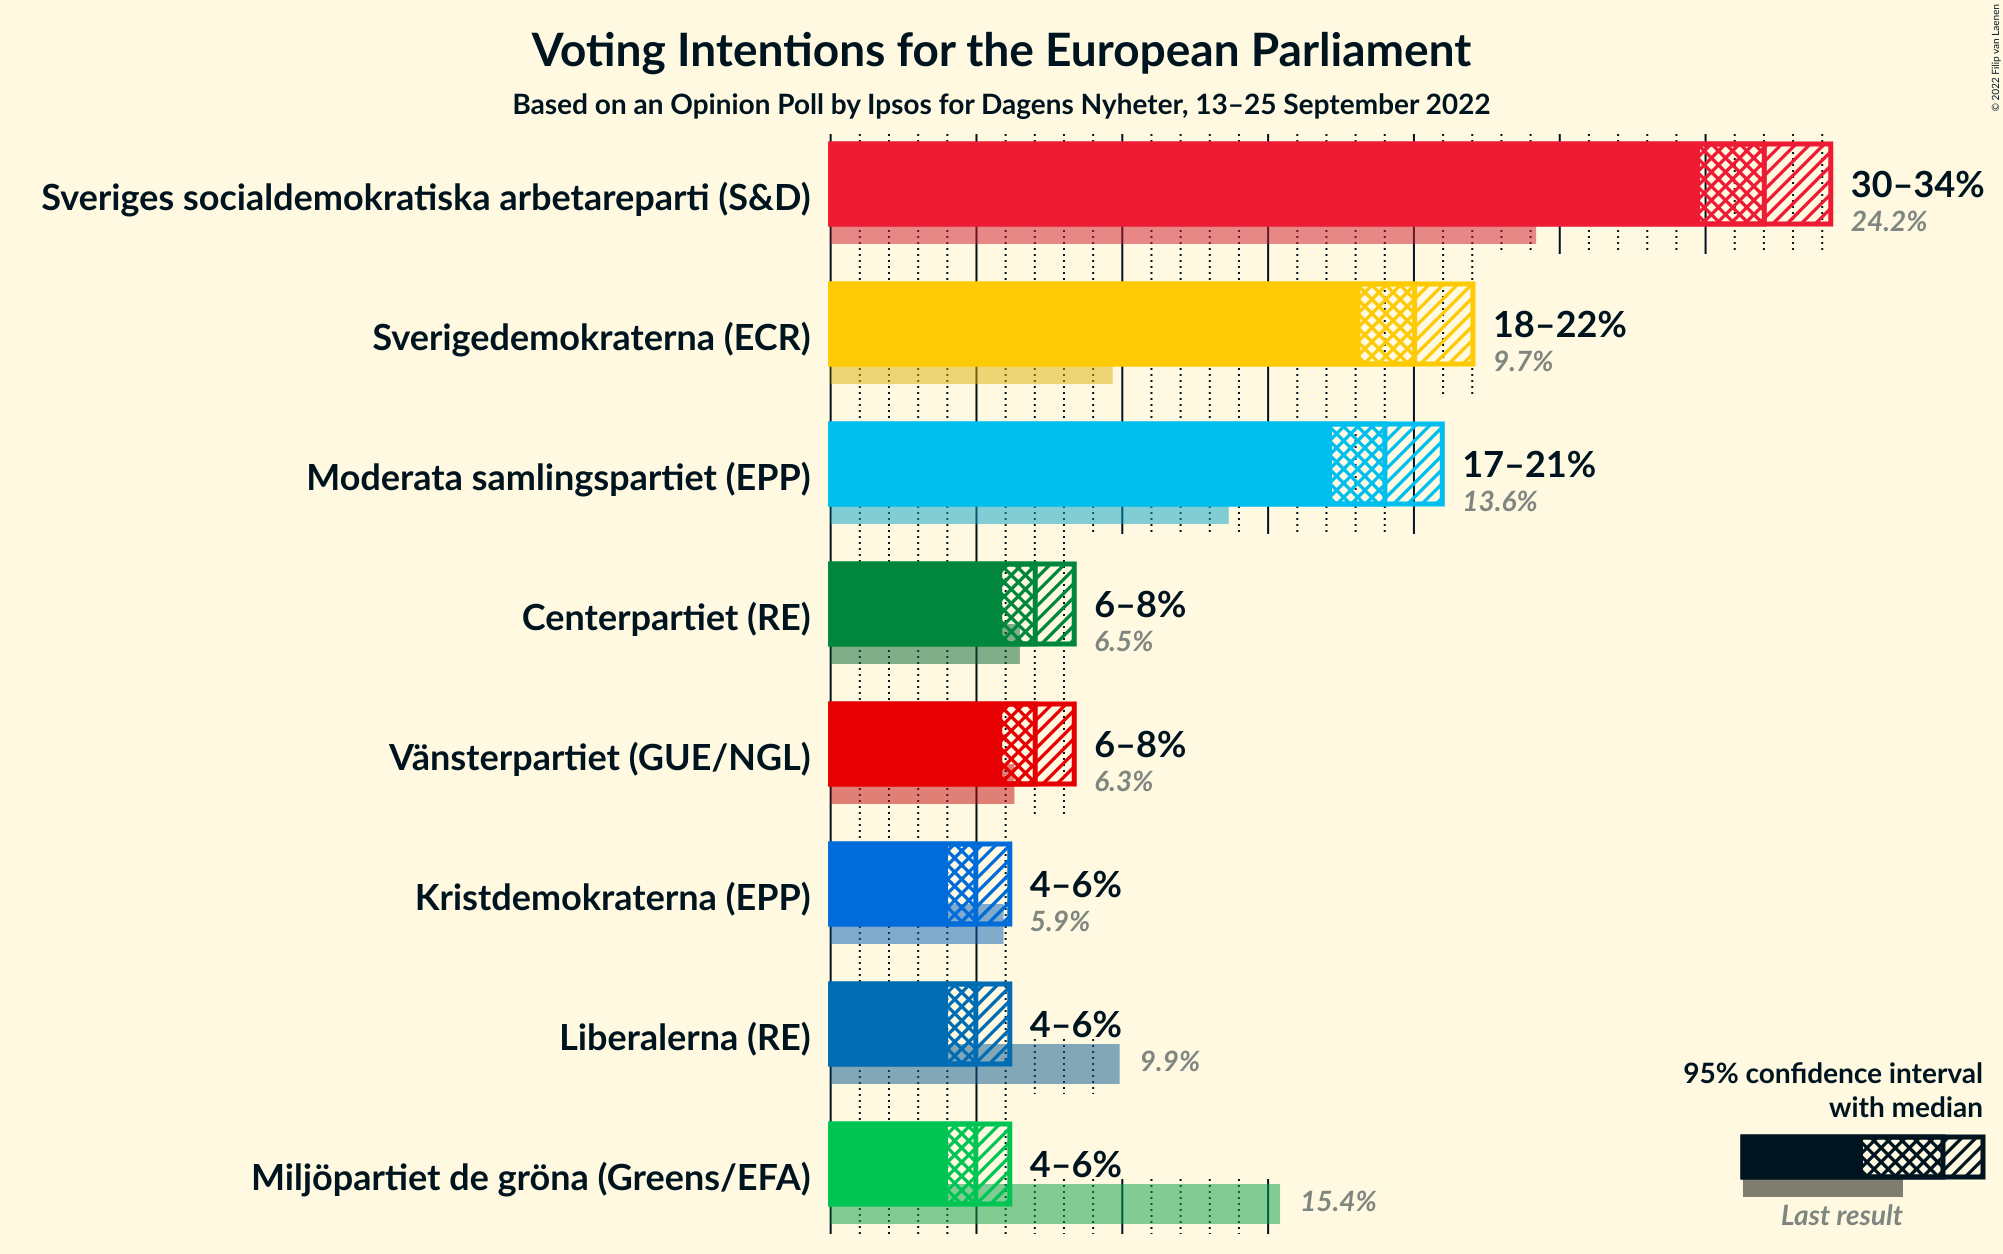 Voting Intentions for the European Parliament
Based on an Opinion Poll by Ipsos for Dagens Nyheter, 13–25 September 2022
© 2022 Filip van Laenen
Sveriges socialdemokratiska arbetareparti (S&D)
30–34%
24.2%
Sverigedemokraterna (ECR)
18–22%
9.7%
Moderata samlingspartiet (EPP)
17–21%
13.6%
Centerpartiet (RE)
6–8%
6.5%
Vänsterpartiet (GUE/NGL)
6–8%
6.3%
Kristdemokraterna (EPP)
4–6%
5.9%
Liberalerna (RE)
4–6%
9.9%
Miljöpartiet de gröna (Greens/EFA)
4–6%
15.4%
95% confidence interval
with median
Last result